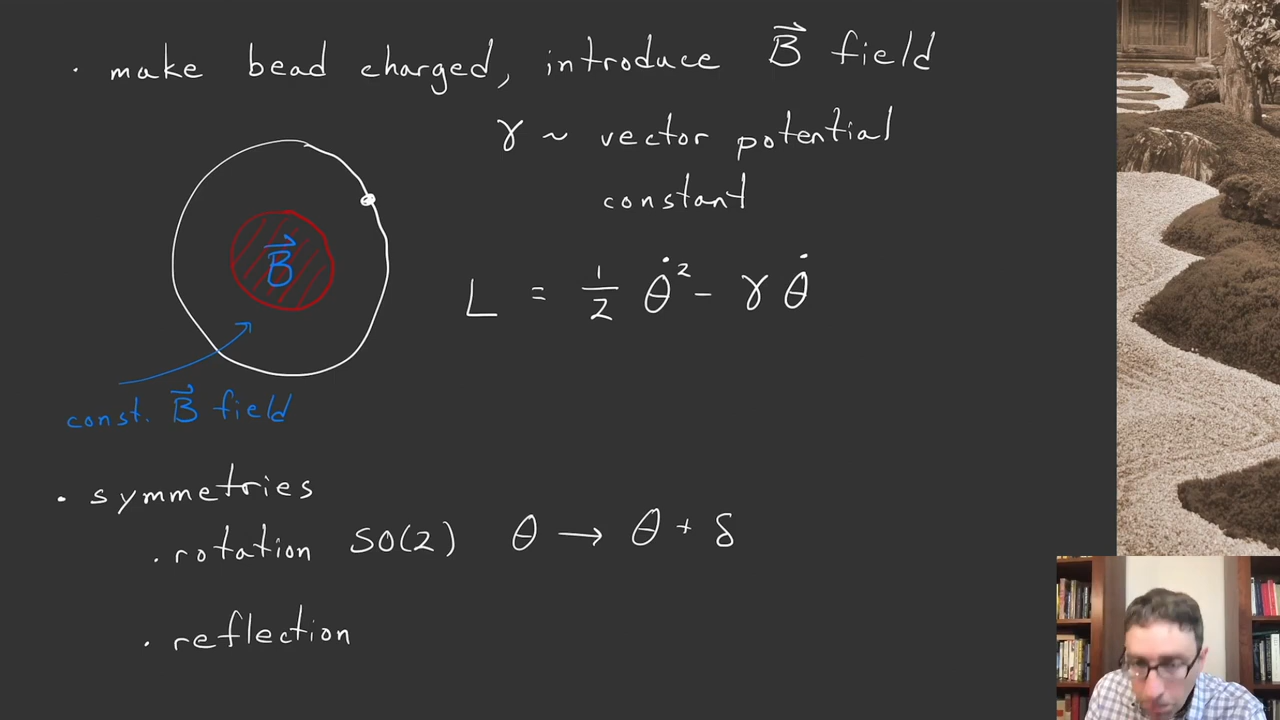 · make bead charged, introduce B⃗ field
γ ~ vector potential
constant
B⃗
L = 1/2 θ̇² - γ θ̇
const. B⃗ field
· symmetries
· rotation SO(2) θ → θ + δ
· reflection